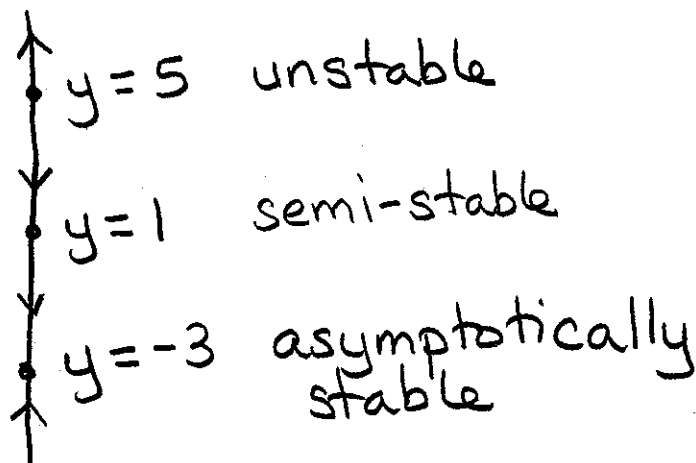 y = 5 unstable
y = 1 semi-stable
y = -3 asymptotically
stable